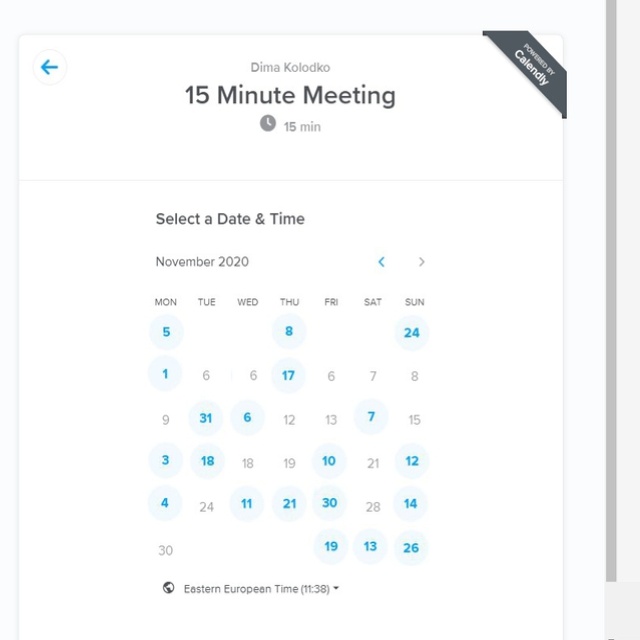 POWERED BY
Calendly
Dima Kolodko
15 Minute Meeting
15 min
Select a Date & Time
November 2020
MON TUE WED THU FRI SAT SUN
5 8 24
1 6 6 17 6 7 8
9 31 6 12 13 7 15
3 18 18 19 10 21 12
4 24 11 21 30 28 14
30 19 13 26
Eastern European Time (11:38)